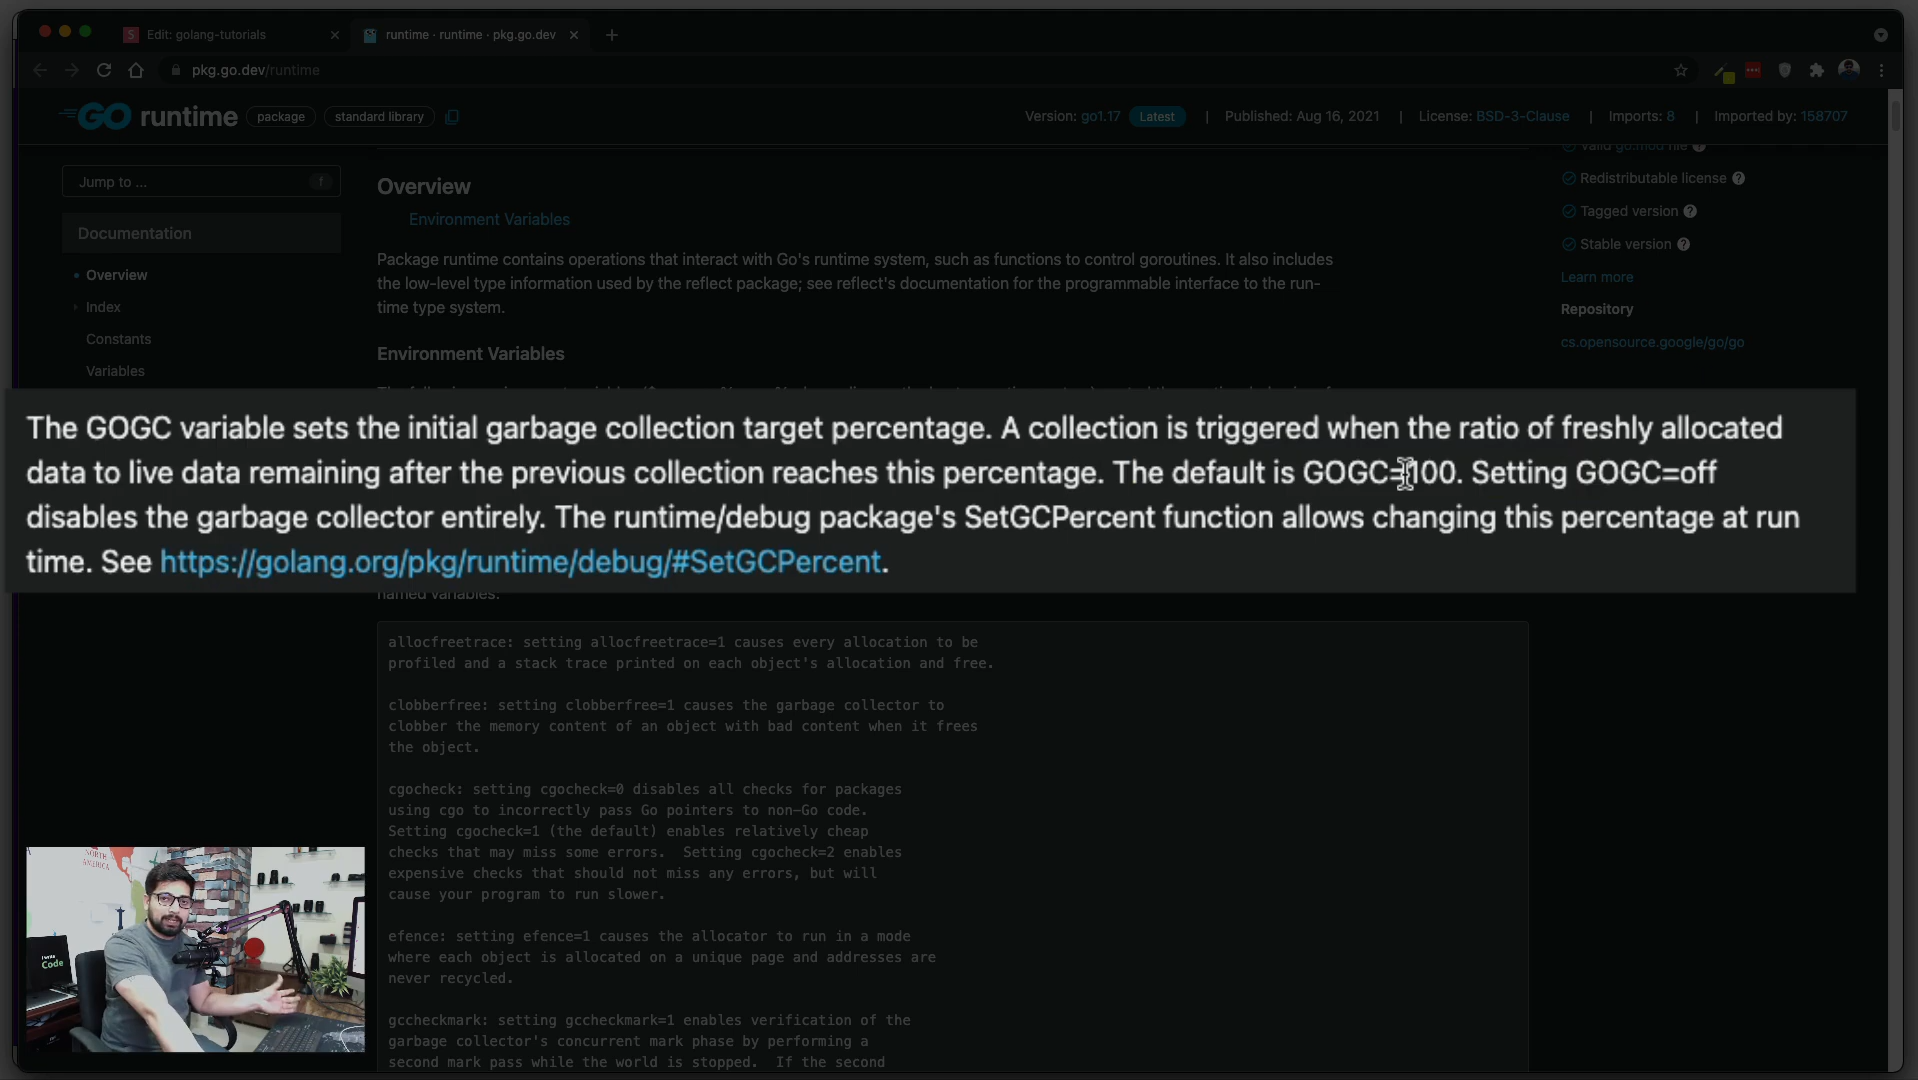 Edit: golang-tutorials
runtime · runtime · pkg.go.dev
pkg.go.dev/runtime
GO runtime package standard library
Version: go1.17 Latest | Published: Aug 16, 2021 | License: BSD-3-Clause | Imports: 8 | Imported by: 158707
Jump to ... f
Documentation
Overview
Index
Constants
Variables
Overview
Environment Variables
Package runtime contains operations that interact with Go's runtime system, such as functions to control goroutines. It also includes
the low-level type information used by the reflect package; see reflect's documentation for the programmable interface to the run-
time type system.
Environment Variables
Valid go.mod file
Redistributable license
Tagged version
Stable version
Learn more
Repository
cs.opensource.google/go/go
The GOGC variable sets the initial garbage collection target percentage. A collection is triggered when the ratio of freshly allocated
data to live data remaining after the previous collection reaches this percentage. The default is GOGC=100. Setting GOGC=off
disables the garbage collector entirely. The runtime/debug package's SetGCPercent function allows changing this percentage at run
time. See https://golang.org/pkg/runtime/debug/#SetGCPercent.
named variables:
allocfreetrace: setting allocfreetrace=1 causes every allocation to be
profiled and a stack trace printed on each object's allocation and free.
clobberfree: setting clobberfree=1 causes the garbage collector to
clobber the memory content of an object with bad content when it frees
the object.
cgocheck: setting cgocheck=0 disables all checks for packages
using cgo to incorrectly pass Go pointers to non-Go code.
Setting cgocheck=1 (the default) enables relatively cheap
checks that may miss some errors.  Setting cgocheck=2 enables
expensive checks that should not miss any errors, but will
cause your program to run slower.
efence: setting efence=1 causes the allocator to run in a mode
where each object is allocated on a unique page and addresses are
never recycled.
gccheckmark: setting gccheckmark=1 enables verification of the
garbage collector's concurrent mark phase by performing a
second mark pass while the world is stopped.  If the second
NORTH
AMERICA
I write
Code